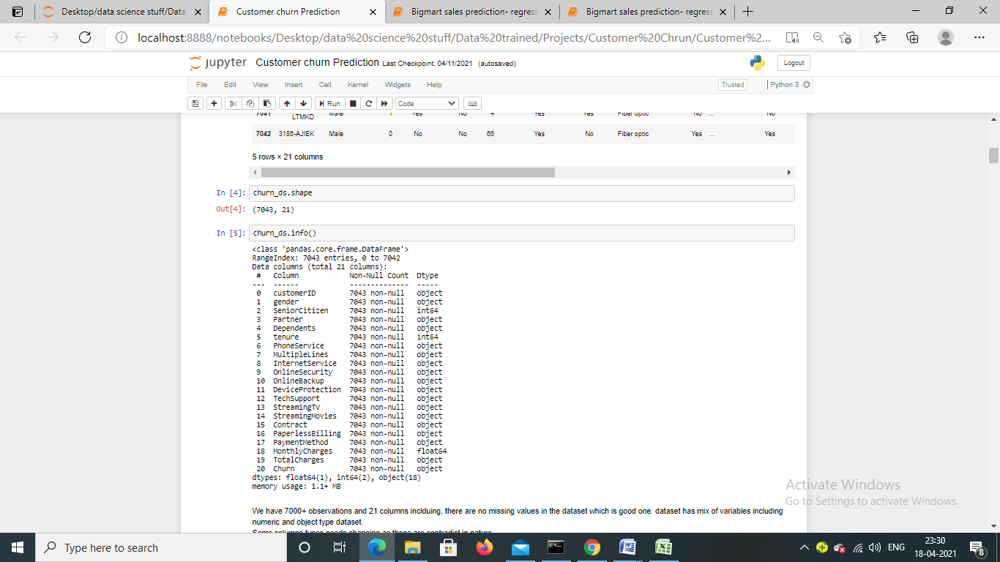 Desktop/data science stuff/Data
Customer churn Prediction
Bigmart sales prediction- regress
Bigmart sales prediction- regress
localhost:8888/notebooks/Desktop/data%20science%20stuff/Data%20trained/Projects/Customer%20Chrun/Customer%2...
jupyter Customer churn Prediction Last Checkpoint: 04/11/2021 (autosaved)
Logout
File Edit View Insert Cell Kernel Widgets Help
Trusted
Python 3
Run
Code
7041 LTMKD Male 1 Yes No 4 Yes Yes Fiber optic No ... No
7042 3186-AJIEK Male 0 No No 66 Yes No Fiber optic Yes ... Yes
5 rows × 21 columns
In [4]: churn_ds.shape
Out[4]: (7043, 21)
In [5]: churn_ds.info()
<class 'pandas.core.frame.DataFrame'>
RangeIndex: 7043 entries, 0 to 7042
Data columns (total 21 columns):
# Column Non-Null Count Dtype
--- ------ -------------- -----
0 customerID 7043 non-null object
1 gender 7043 non-null object
2 SeniorCitizen 7043 non-null int64
3 Partner 7043 non-null object
4 Dependents 7043 non-null object
5 tenure 7043 non-null int64
6 PhoneService 7043 non-null object
7 MultipleLines 7043 non-null object
8 InternetService 7043 non-null object
9 OnlineSecurity 7043 non-null object
10 OnlineBackup 7043 non-null object
11 DeviceProtection 7043 non-null object
12 TechSupport 7043 non-null object
13 StreamingTV 7043 non-null object
14 StreamingMovies 7043 non-null object
15 Contract 7043 non-null object
16 PaperlessBilling 7043 non-null object
17 PaymentMethod 7043 non-null object
18 MonthlyCharges 7043 non-null float64
19 TotalCharges 7043 non-null object
20 Churn 7043 non-null object
dtypes: float64(1), int64(2), object(18)
memory usage: 1.1+ MB
We have 7000+ observations and 21 columns inclduing, there are no missing values in the dataset which is good one. dataset has mix of variables including
numeric and object type dataset.
Some columns types needs changing as these are contradict in nature
Activate Windows
Go to Settings to activate Windows.
Type here to search
ENG
23:30
18-04-2021
8